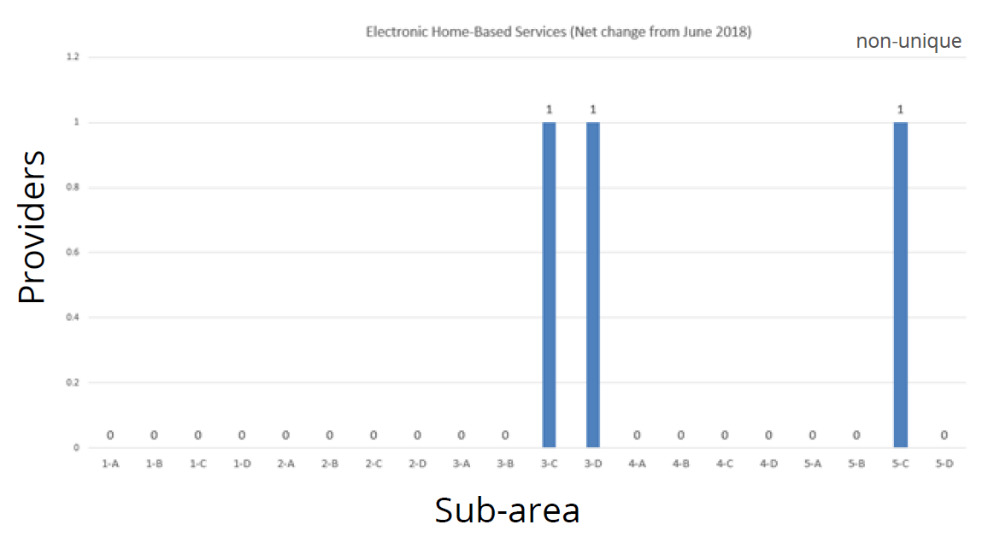 Electronic Home-Based Services (Net change from June 2018)
non-unique
Providers
1.2
1
0.8
0.6
0.4
0.2
0
0 0 0 0 0 0 0 0 0 0 1 1 0 0 0 0 0 0 1 0
1-A 1-B 1-C 1-D 2-A 2-B 2-C 2-D 3-A 3-B 3-C 3-D 4-A 4-B 4-C 4-D 5-A 5-B 5-C 5-D
Sub-area